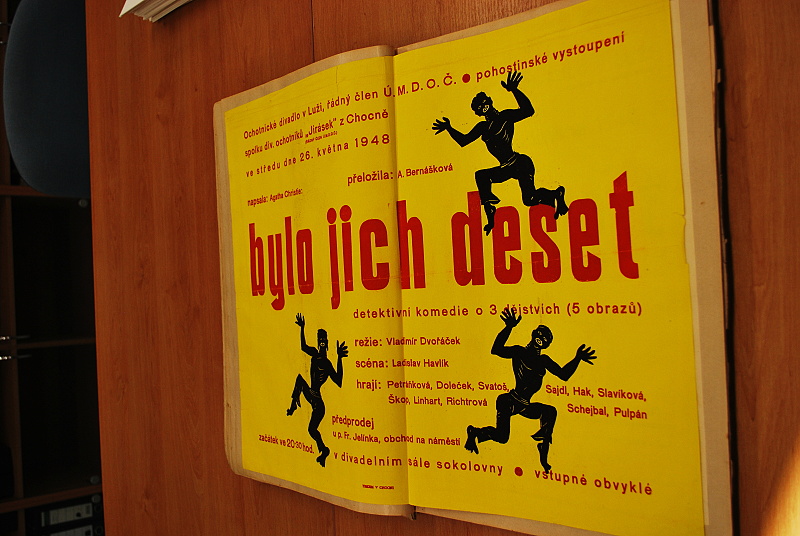 Ochotnické divadlo v Luži, řádný člen Ú.M.D.O.Č. ● pohostinské vystoupení
spolku div. ochotníků „Jirásek" z Chocně
ve středu dne 26. května 1948
přeložila: A. Bernášková
napsala: Agatha Christie:
bylo jich deset
detektivní komedie o 3 dějstvích (5 obrazů)
režie: Vladimír Dvořáček
scéna: Ladislav Havlík
hrají: Petráňková, Doleček, Svatoš, Sajdl, Hak, Slavíková,
Škop, Linhart, Richtrová Schejbal, Pulpán
předprodej
u p. Fr. Jelínka, obchod na náměstí
začátek ve 20·30 hod.
v divadelním sále sokolovny ● vstupné obvyklé